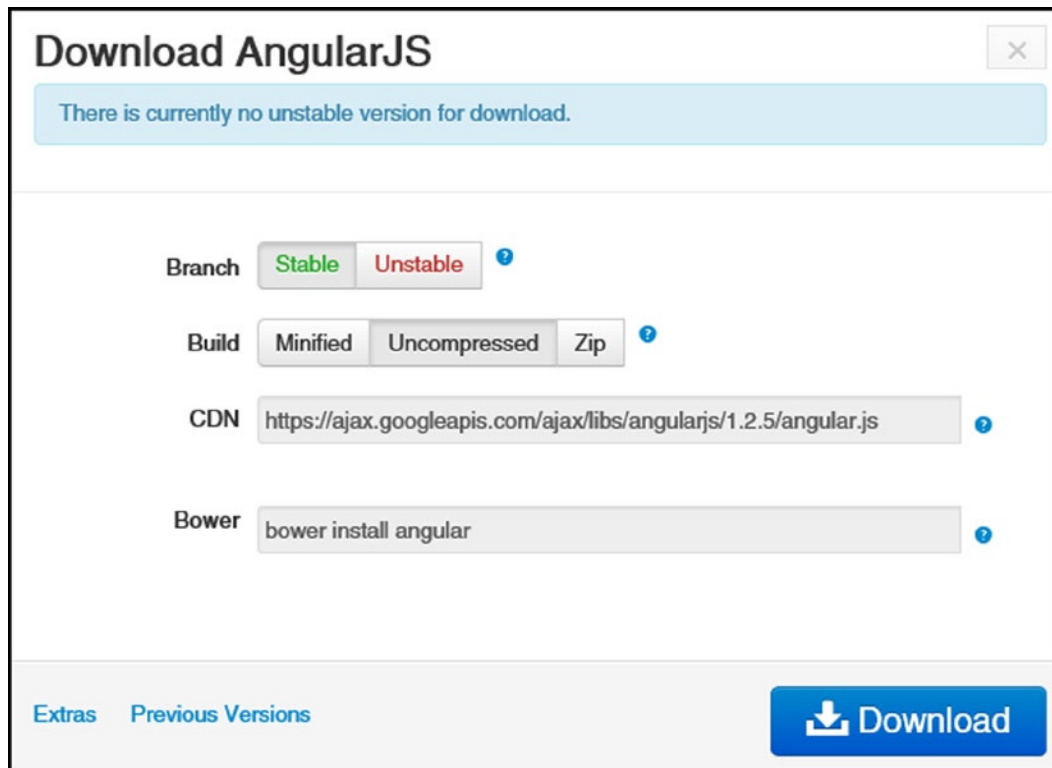 Download AngularJS
×
There is currently no unstable version for download.
Branch Stable Unstable ?
Build Minified Uncompressed Zip ?
CDN https://ajax.googleapis.com/ajax/libs/angularjs/1.2.5/angular.js ?
Bower bower install angular ?
Extras Previous Versions Download